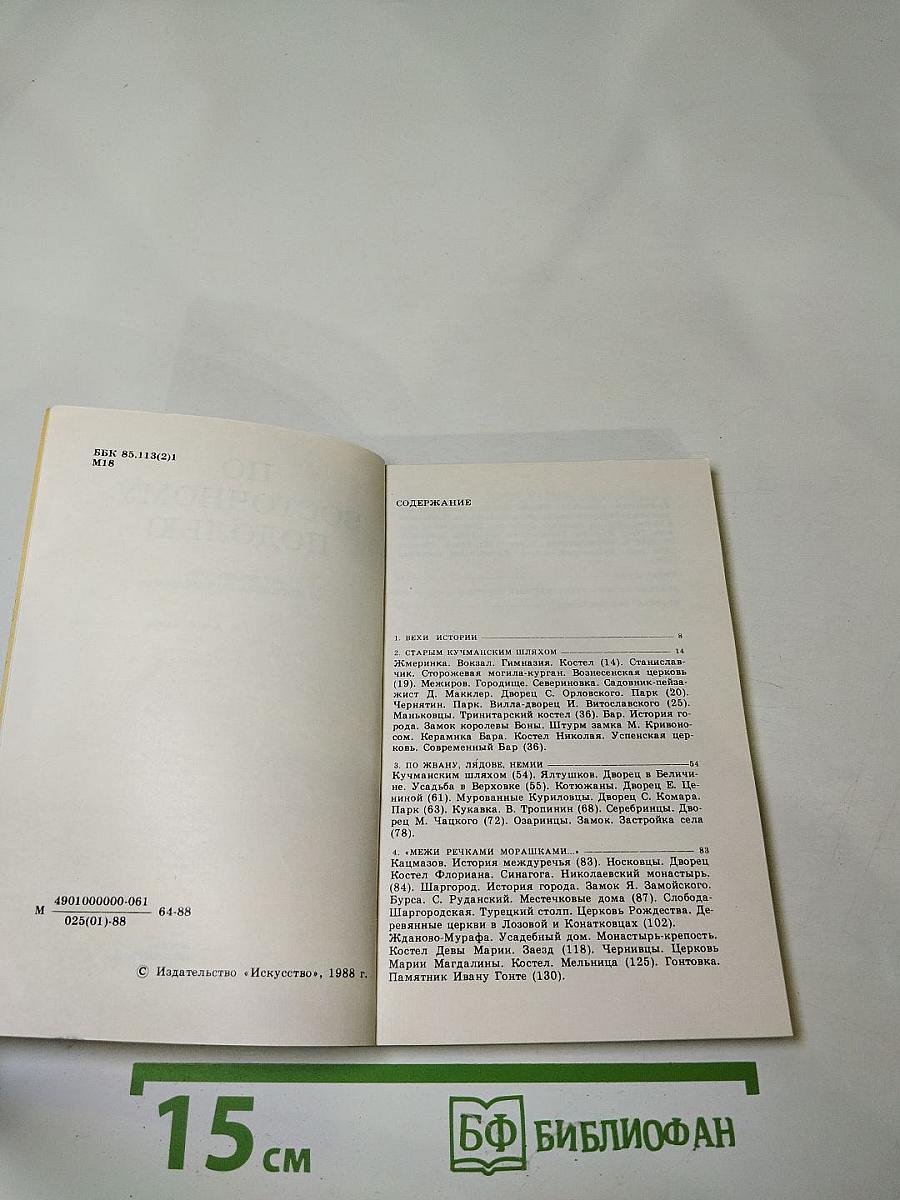 ББК 85.113(2)1
М18
ПО
ВОСТОЧНОМУ
ПОДОЛЬЮ
М 4901000000-061 64-88
025(01)-88
© Издательство «Искусство», 1988 г.
СОДЕРЖАНИЕ
1. ВЕХИ ИСТОРИИ 8
2. СТАРЫМ КУЧМАНСКИМ ШЛЯХОМ 14
Жмеринка. Вокзал. Гимназия. Костел (14). Станислав-
чик. Сторожевая могила-курган. Вознесенская церковь
(19). Межиров. Городище. Севериновка. Садовник-пейза-
жист Д. Макклер. Дворец С. Орловского. Парк (20).
Чернятин. Парк. Вилла-дворец И. Витославского (25).
Маньковцы. Тринитарский костел (36). Бар. История го-
рода. Замок королевы Боны. Штурм замка М. Кривоно-
сом. Керамика Бара. Костел Николая. Успенская цер-
ковь. Современный Бар (36).
3. ПО ЖВАНУ, ЛЯДОВЕ, НЕМИИ 54
Кучманским шляхом (54). Ялтушков. Дворец в Беличи-
не. Усадьба в Верховке (55). Котюжаны. Дворец Е. Це-
ниной (61). Мурованные Куриловцы. Дворец С. Комара.
Парк (63). Кукавка. В. Тропинин (68). Серебринцы. Дво-
рец М. Чацкого (72). Озаринцы. Замок. Застройка села
(78).
4. «МЕЖИ РЕЧКАМИ МОРАШКАМИ...» 83
Кацмазов. История междуречья (83). Носковцы. Дворец
Костел Флориана. Синагога. Николаевский монастырь.
(84). Шаргород. История города. Замок Я. Замойского.
Бурса. С. Руданский. Местечковые дома (87). Слобода-
Шаргородская. Турецкий столп. Церковь Рождества. Де-
ревянные церкви в Лозовой и Конатковцах (102).
Жданово-Мурафа. Усадебный дом. Монастырь-крепость.
Костел Девы Марии. Заезд (118). Чернивцы. Церковь
Марии Магдалины. Костел. Мельница (125). Гонтовка.
Памятник Ивану Гонте (130).
15 см
БФ БИБЛИОФАН